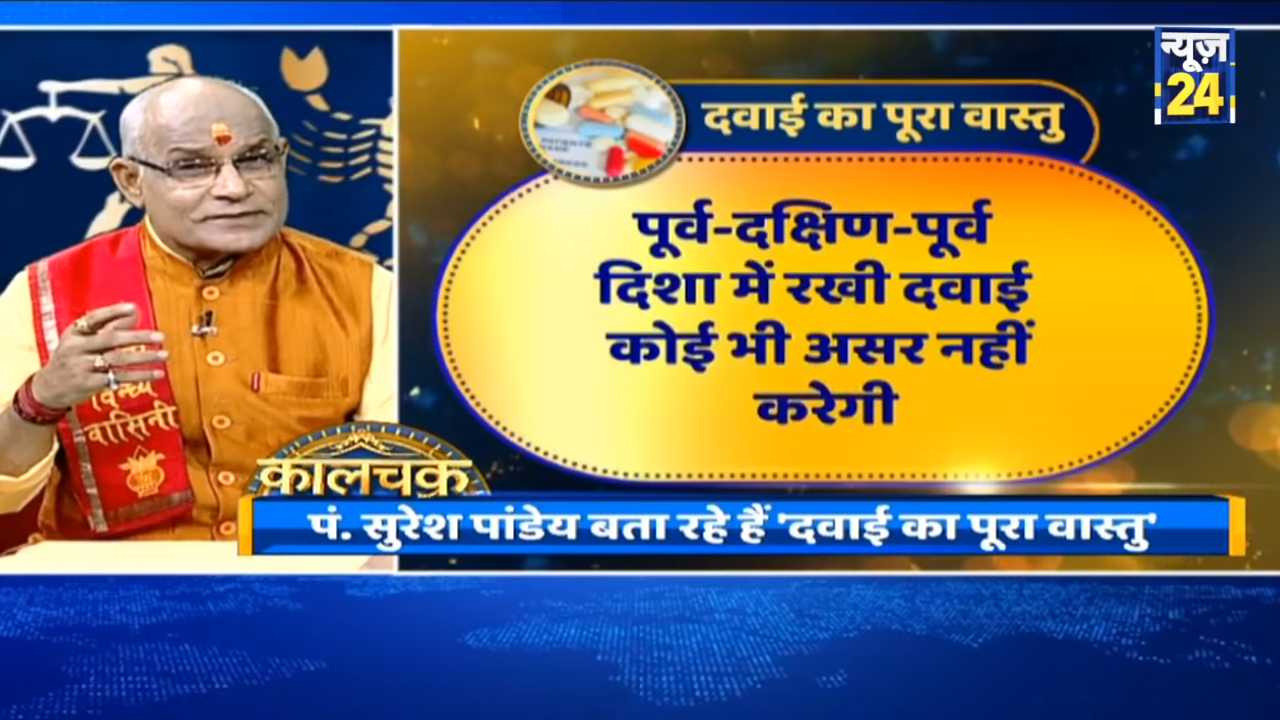 न्यूज़
24
दवाई का पूरा वास्तु
पूर्व-दक्षिण-पूर्व
दिशा में रखी दवाई
कोई भी असर नहीं
करेगी
विन्ध्य
वासिनी
कालचक्र
पं. सुरेश पांडेय बता रहे हैं 'दवाई का पूरा वास्तु'